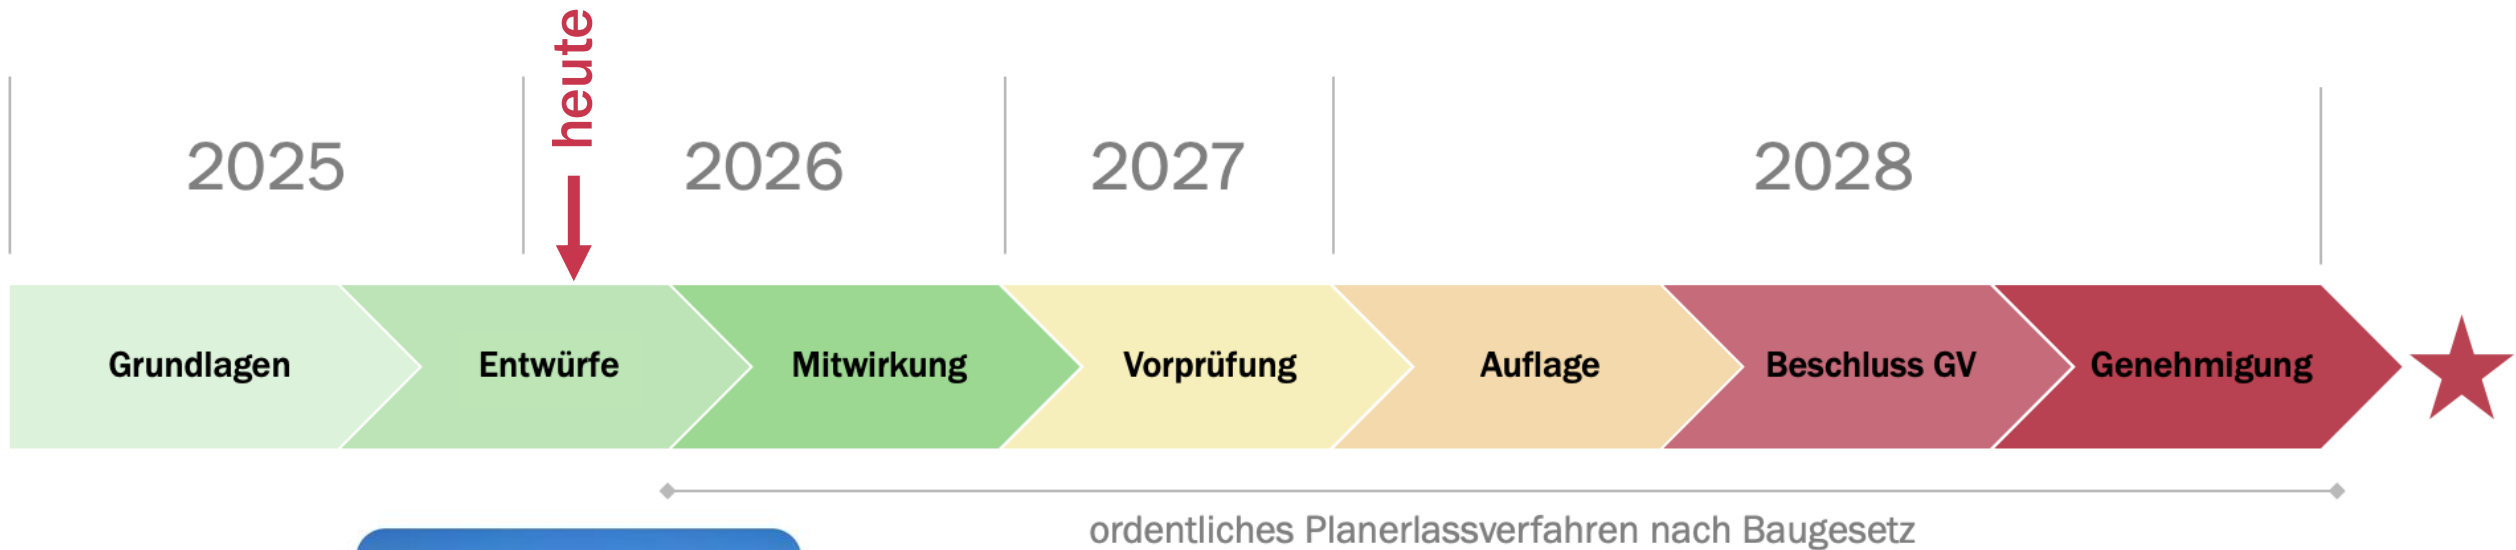 heute
2025
2026
2027
2028
Grundlagen
Entwürfe
Mitwirkung
Vorprüfung
Auflage
Beschluss GV
Genehmigung
ordentliches Planerlassverfahren nach Baugesetz